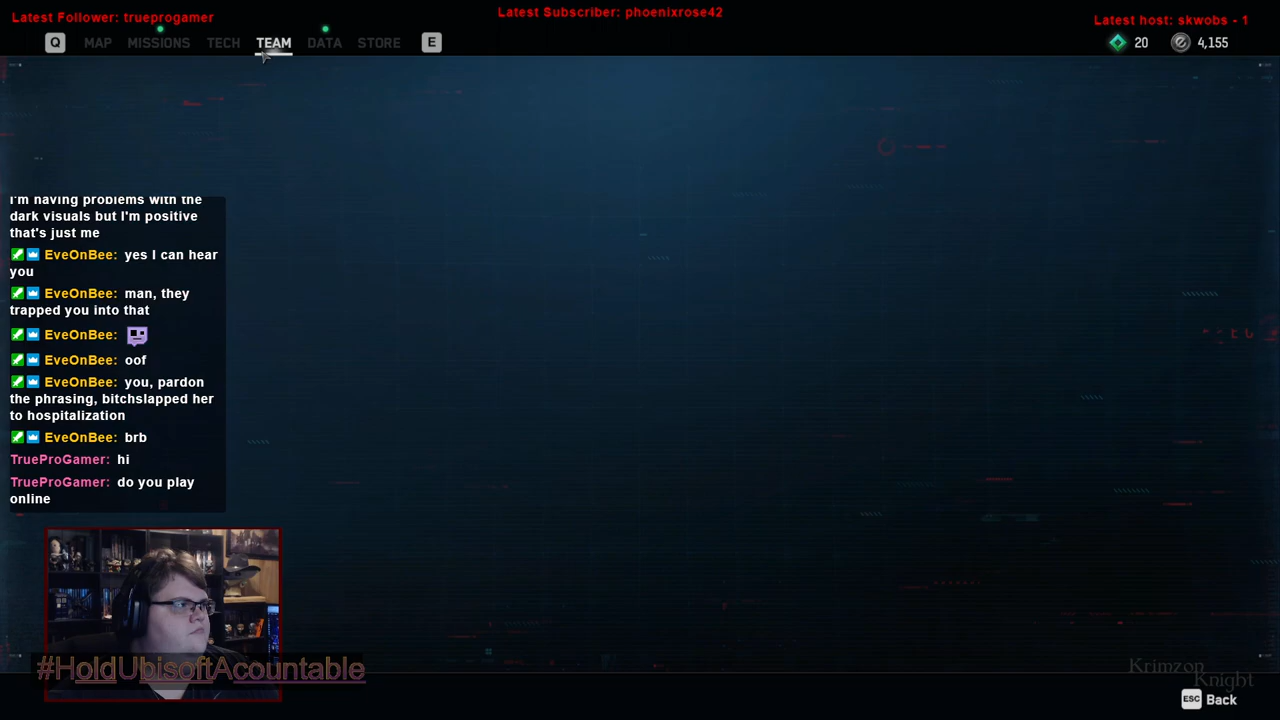 Latest Follower: trueprogamer
Latest Subscriber: phoenixrose42
Latest host: skwobs - 1
Q MAP MISSIONS TECH TEAM DATA STORE E
20 4,155
I'm having problems with the
dark visuals but I'm positive
that's just me
EveOnBee: yes I can hear
you
EveOnBee: man, they
trapped you into that
EveOnBee:
EveOnBee: oof
EveOnBee: you, pardon
the phrasing, bitchslapped her
to hospitalization
EveOnBee: brb
TrueProGamer: hi
TrueProGamer: do you play
online
#HoldUbisoftAcountable
Krimzon
Knight
ESC Back